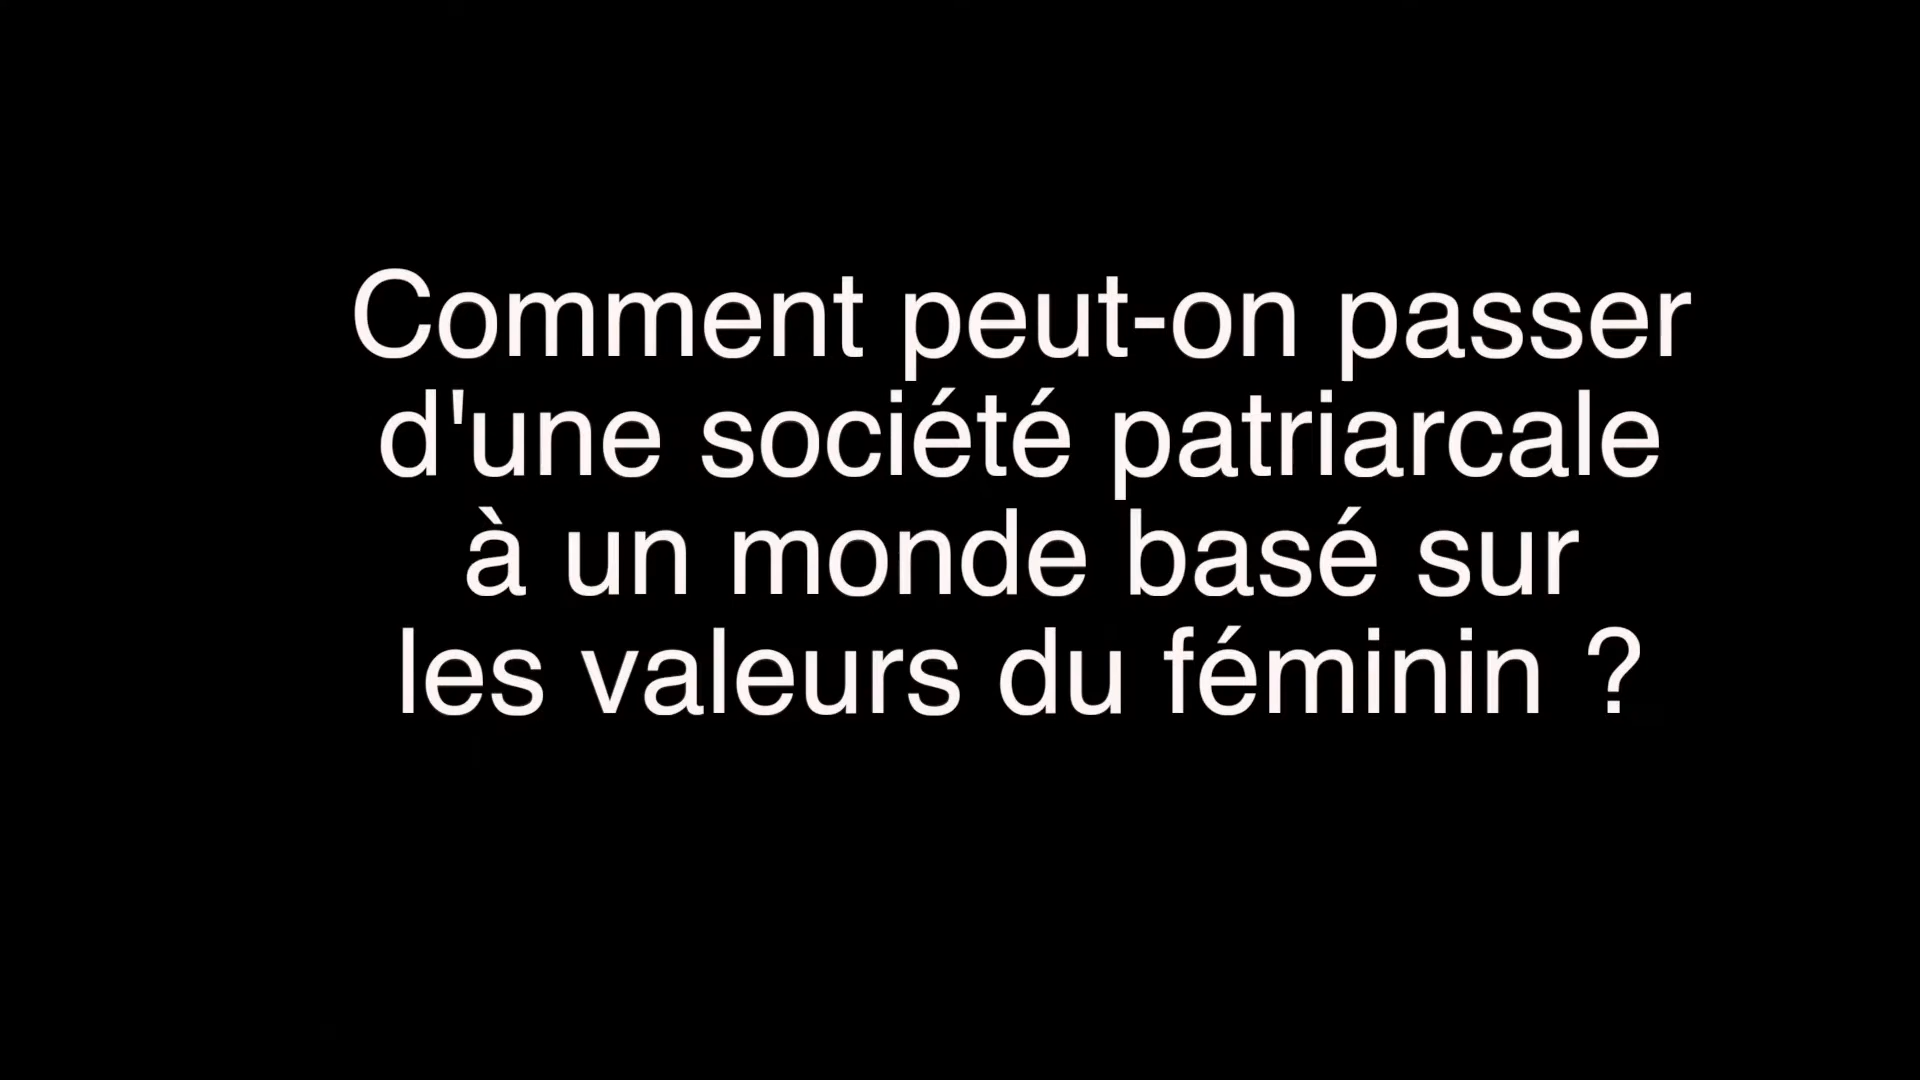 Comment peut-on passer
d'une société patriarcale
à un monde basé sur
les valeurs du féminin ?